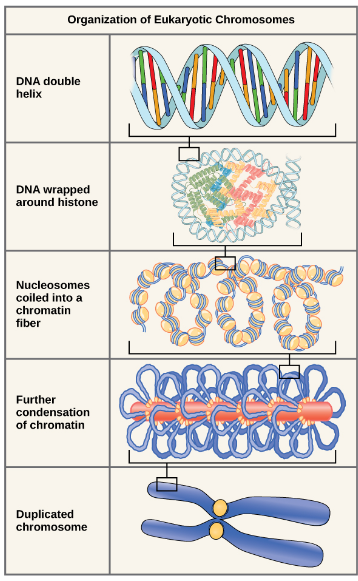 Organization of Eukaryotic Chromosomes
DNA double
helix
DNA wrapped
around histone
Nucleosomes
coiled into a
chromatin
fiber
Further
condensation
of chromatin
Duplicated
chromosome